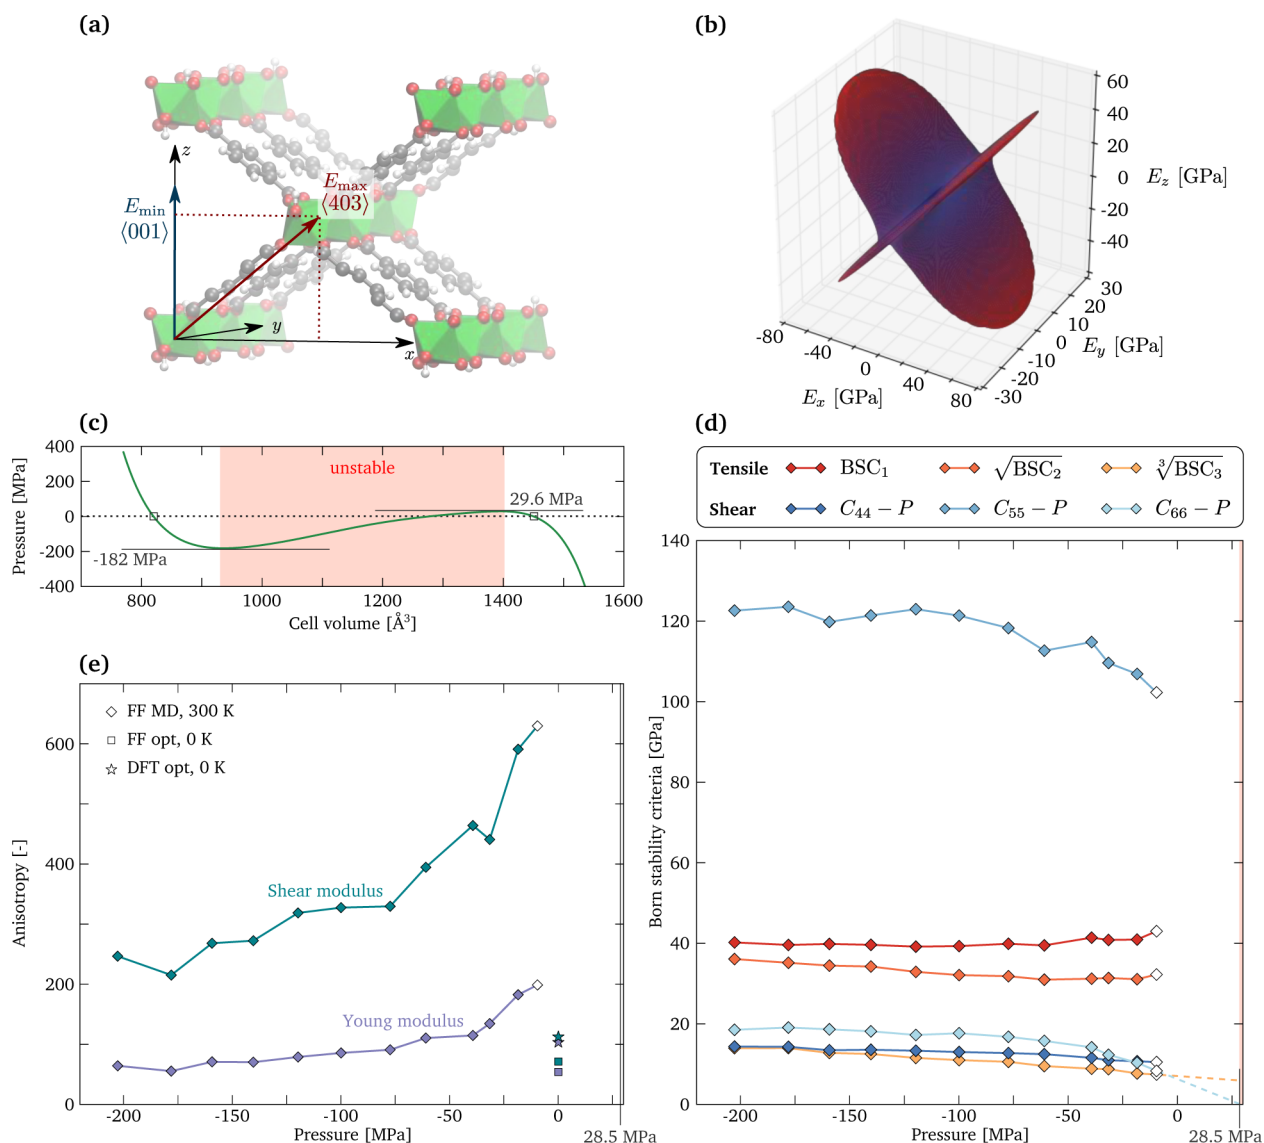 (a)
z
E_min
⟨001⟩
E_max
⟨403⟩
y
x
(b)
60
40
20
0
-20
-40
-60
E_z [GPa]
30
20
10
0
-10
-20
-30
E_y [GPa]
-80
-40
0
40
80
E_x [GPa]
(c)
400
200
0
-200
-400
Pressure [MPa]
unstable
29.6 MPa
-182 MPa
800
1000
1200
1400
1600
Cell volume [Å³]
(d)
Tensile BSC₁ √BSC₂ ∛BSC₃
Shear C₄₄ − P C₅₅ − P C₆₆ − P
140
120
100
80
60
40
20
0
Born stability criteria [GPa]
-200
-150
-100
-50
0
28.5 MPa
Pressure [MPa]
(e)
FF MD, 300 K
FF opt, 0 K
DFT opt, 0 K
600
400
200
0
Anisotropy [-]
Shear modulus
Young modulus
-200
-150
-100
-50
0
28.5 MPa
Pressure [MPa]